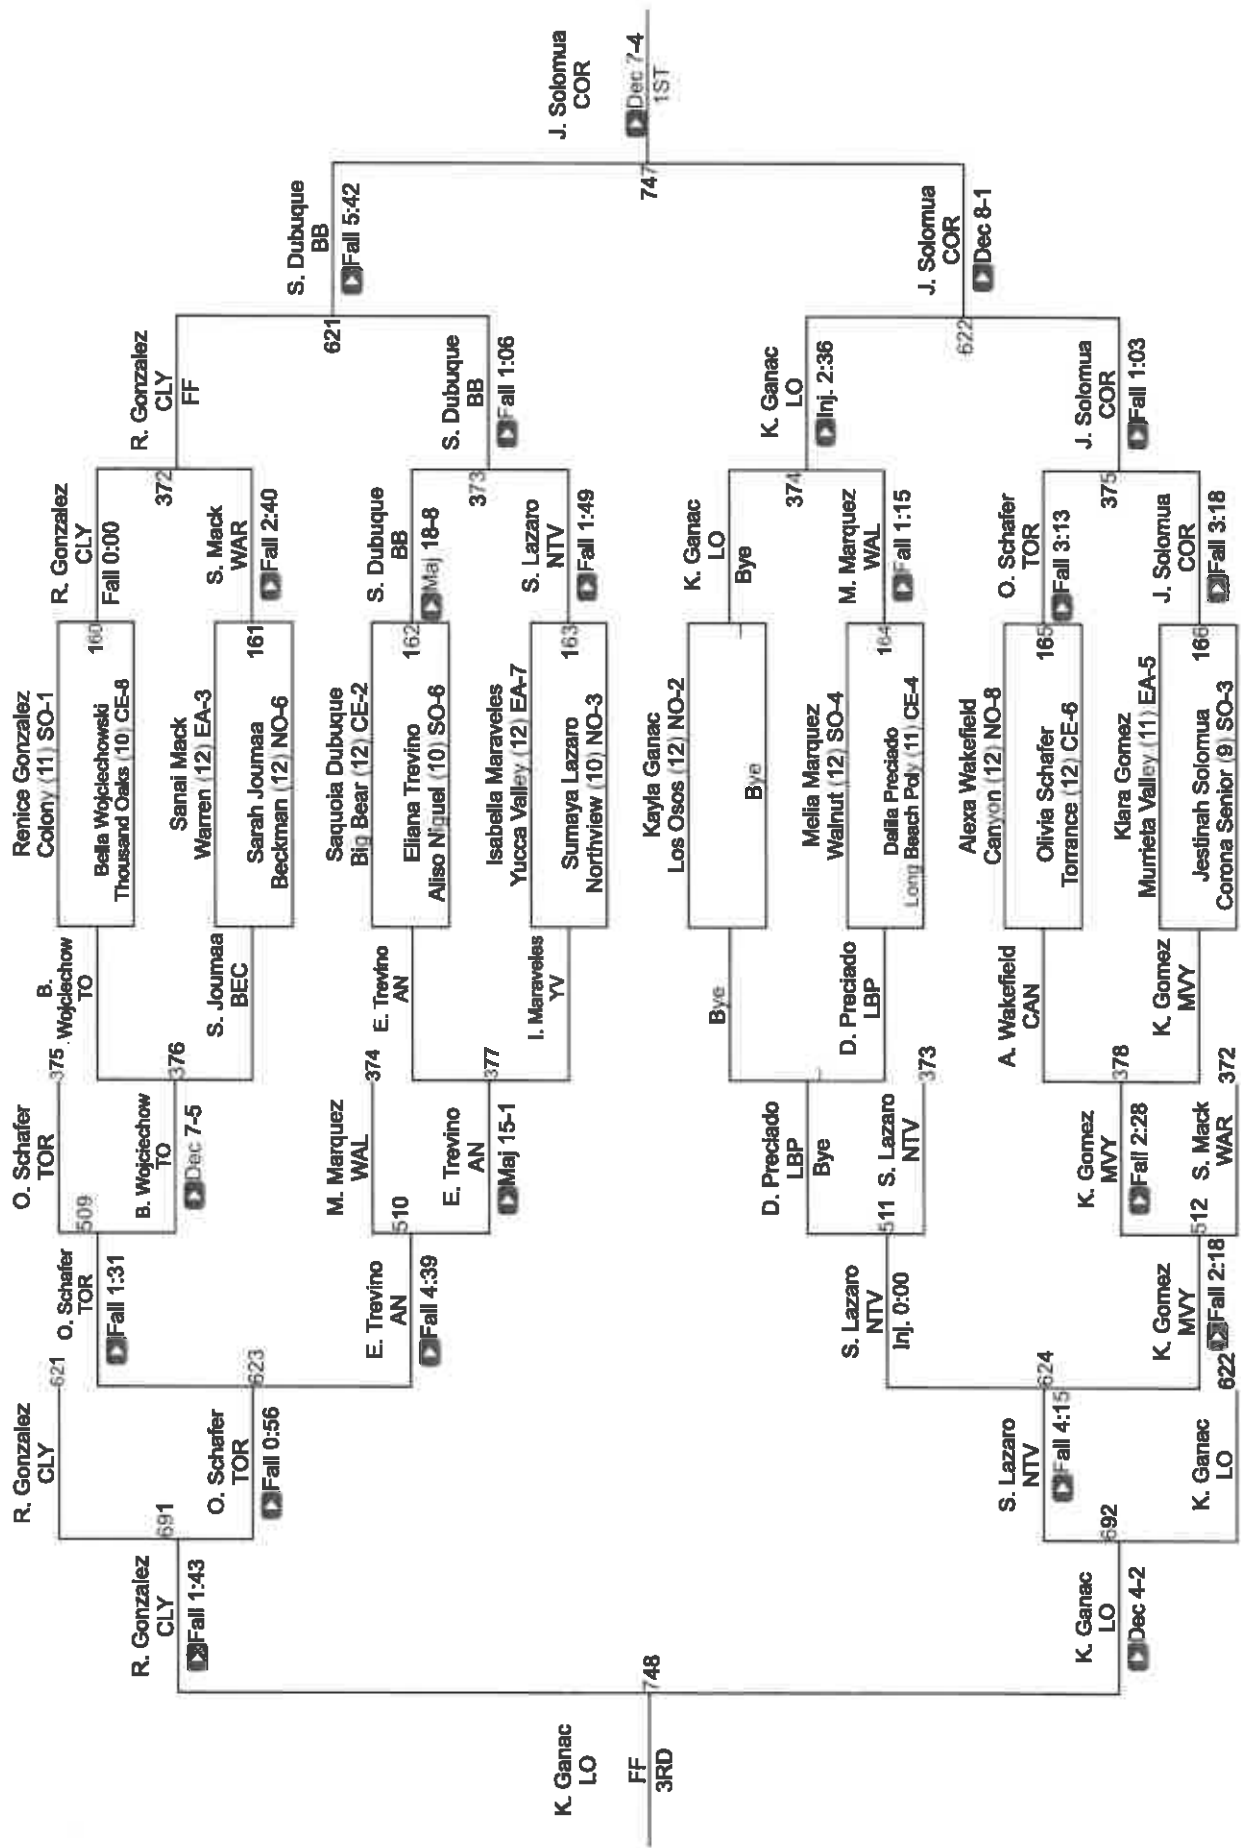 Renice Gonzalez
Colony (11) SO-1
160
Bella Wojciechowski
Thousand Oaks (10) CE-8
Sanai Mack
Warren (12) EA-3
161
Sarah Joumaa
Beckman (12) NO-6
Saquoia Dubuque
Big Bear (12) CE-2
162
Eliana Trevino
Aliso Niguel (10) SO-6
Isabella Maraveles
Yucca Valley (12) EA-7
163
Sumaya Lazaro
Northview (10) NO-3
Kayla Ganac
Los Osos (12) NO-2
Bye
Melia Marquez
Walnut (12) SO-4
164
Dalila Preciado
Long Beach Poly (11) CE-4
Alexa Wakefield
Canyon (12) NO-8
165
Olivia Schafer
Torrance (12) CE-6
Kiara Gomez
Murrieta Valley (11) EA-5
166
Jestinah Solomua
Corona Senior (9) SO-3
R. Gonzalez
CLY
Fall 0:00
372
S. Mack
WAR
Fall 2:40
S. Dubuque
BB
Maj 18-8
373
S. Lazaro
NTV
Fall 1:49
K. Ganac
LO
Bye
374
M. Marquez
WAL
Fall 1:15
O. Schafer
TOR
Fall 3:13
375
J. Solomua
COR
Fall 3:18
R. Gonzalez
CLY
FF
621
S. Dubuque
BB
Fall 1:06
K. Ganac
LO
Inj. 2:36
622
J. Solomua
COR
Fall 1:03
S. Dubuque
BB
Fall 5:42
747
J. Solomua
COR
Dec 8-1
J. Solomua
COR
Dec 7-4
1ST
B.
Wojciechow
TO
376
S. Joumaa
BEC
E. Trevino
AN
377
I. Maraveles
YV
Bye
D. Preciado
LBP
A. Wakefield
CAN
378
K. Gomez
MVY
O. Schafer
TOR
375
509
B. Wojciechow
TO
Dec 7-5
M. Marquez
WAL
374
510
E. Trevino
AN
Maj 15-1
D. Preciado
LBP
Bye
511
S. Lazaro
NTV
373
K. Gomez
MVY
Fall 2:28
512
S. Mack
WAR
372
O. Schafer
TOR
Fall 1:31
623
E. Trevino
AN
Fall 4:39
S. Lazaro
NTV
Inj. 0:00
624
K. Gomez
MVY
Fall 2:18
R. Gonzalez
CLY
621
691
O. Schafer
TOR
Fall 0:56
S. Lazaro
NTV
Fall 4:15
692
K. Ganac
LO
622
R. Gonzalez
CLY
Fall 1:43
748
K. Ganac
LO
Dec 4-2
K. Ganac
LO
FF
3RD